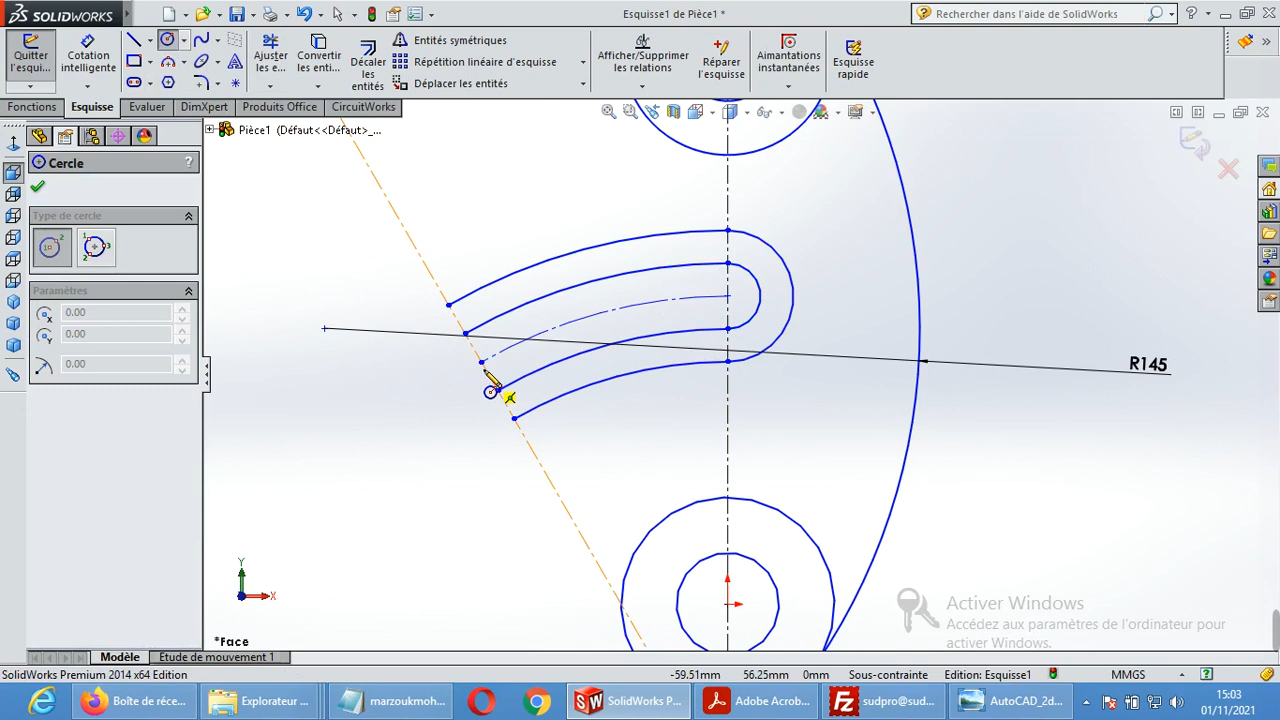 SOLIDWORKS
Esquisse1 de Pièce1 *
Rechercher dans l'aide de SolidWorks
Quitter l'esqui...
Cotation intelligente
Ajuster les e...
Convertir les enti...
Décaler les entités
Entités symétriques
Répétition linéaire d'esquisse
Déplacer les entités
Afficher/Supprimer les relations
Réparer l'esquisse
Aimantations instantanées
Esquisse rapide
Fonctions
Esquisse
Evaluer
DimXpert
Produits Office
CircuitWorks
Pièce1 (Défaut<<Défaut>_...
Cercle
?
Type de cercle
Paramètres
0.00
0.00
0.00
R145
Y
X
*Face
Activer Windows
Accédez aux paramètres de l'ordinateur pour
activer Windows.
Modèle
Etude de mouvement 1
SolidWorks Premium 2014 x64 Edition
-59.51mm
56.25mm
0mm
Sous-contrainte
Edition: Esquisse1
MMGS
Boîte de réce...
Explorateur ...
marzoukmoh...
SolidWorks P...
Adobe Acrob...
sudpro@sud...
AutoCAD_2d...
15:03
01/11/2021